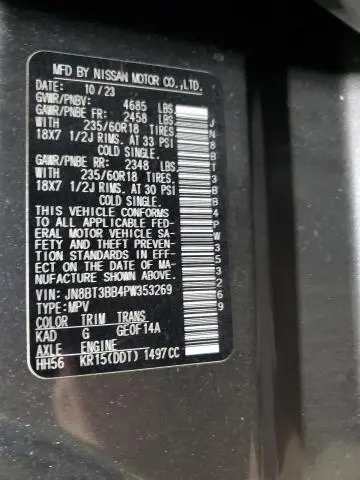 MFD BY NISSAN MOTOR CO.,LTD.
DATE: 10/23
GVWR/PNBV: 4685 LBS
GAWR/PNBE FR: 2458 LBS
WITH 235/60R18 TIRES
18X7 1/2J RIMS. AT 33 PSI
COLD SINGLE.
GAWR/PNBE RR: 2348 LBS.
WITH 235/60R18 TIRES
18X7 1/2J RIMS. AT 30 PSI
COLD SINGLE.
THIS VEHICLE CONFORMS
TO ALL APPLICABLE FED-
ERAL MOTOR VEHICLE SA-
FETY AND THEFT PREVEN-
TION STANDARDS IN EFFECT
ON THE DATE OF MA-
NUFACTURE SHOWN ABOVE.
VIN: JN8BT3BB4PW353269
TYPE:MPV
COLOR TRIM TRANS
KAD G GE0F14A
AXLE ENGINE
HH56 KR15(DDT) 1497CC
JN8BT3BB4PW353269